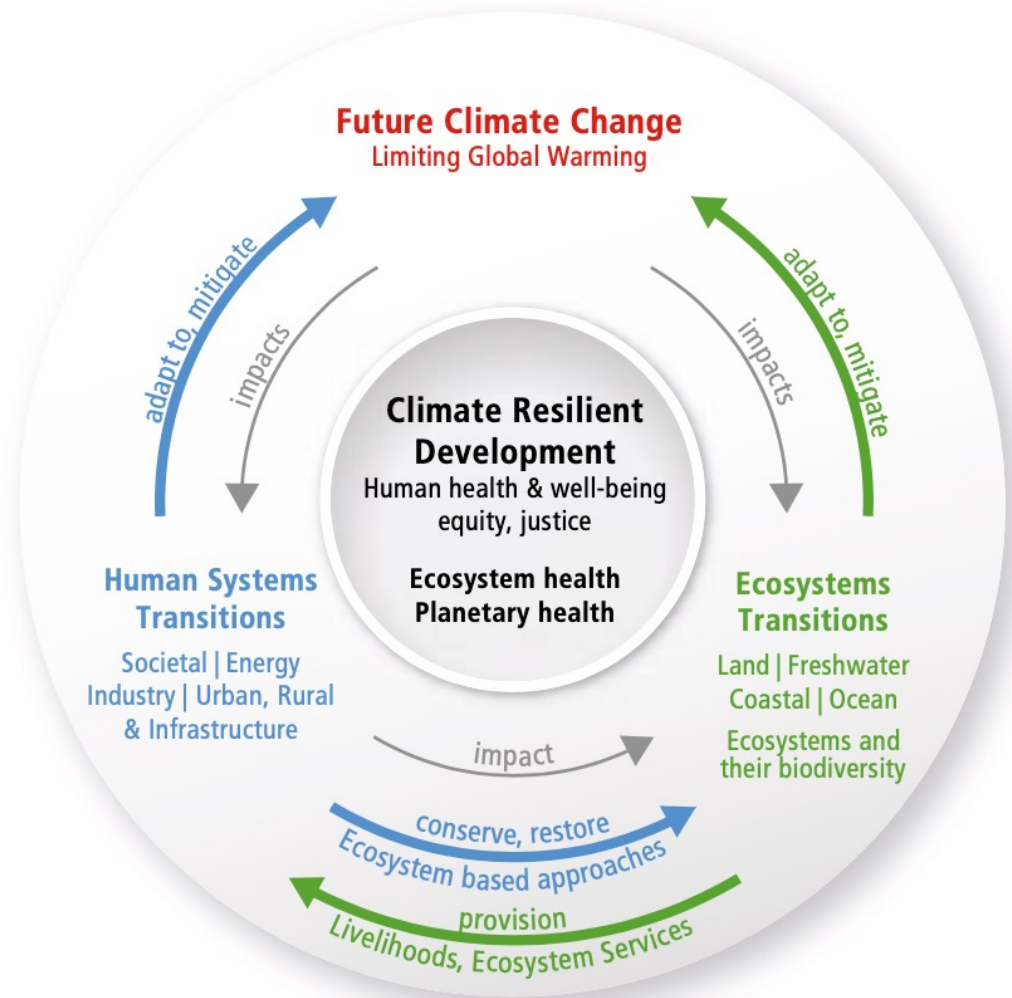 Future Climate Change
Limiting Global Warming
adapt to, mitigate
impacts
impacts
adapt to, mitigate
Climate Resilient
Development
Human health & well-being
equity, justice
Ecosystem health
Planetary health
Human Systems
Transitions
Societal | Energy
Industry | Urban, Rural
& Infrastructure
Ecosystems
Transitions
Land | Freshwater
Coastal | Ocean
Ecosystems and
their biodiversity
impact
conserve, restore
Ecosystem based approaches
provision
Livelihoods, Ecosystem Services